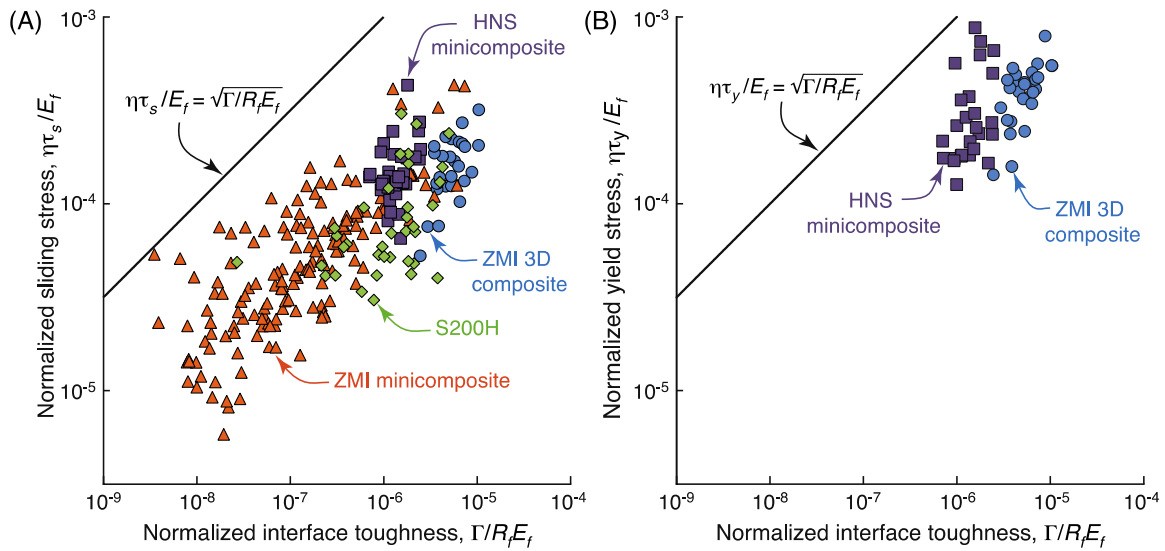 (A)
Normalized sliding stress, ητ_s/E_f
10^-3
10^-4
10^-5
ητ_s/E_f = √Γ/R_fE_f
HNS
minicomposite
ZMI 3D
composite
S200H
ZMI minicomposite
10^-9
10^-8
10^-7
10^-6
10^-5
10^-4
Normalized interface toughness, Γ/R_fE_f
(B)
Normalized yield stress, ητ_y/E_f
10^-3
10^-4
10^-5
ητ_y/E_f = √Γ/R_fE_f
HNS
minicomposite
ZMI 3D
composite
10^-9
10^-8
10^-7
10^-6
10^-5
10^-4
Normalized interface toughness, Γ/R_fE_f